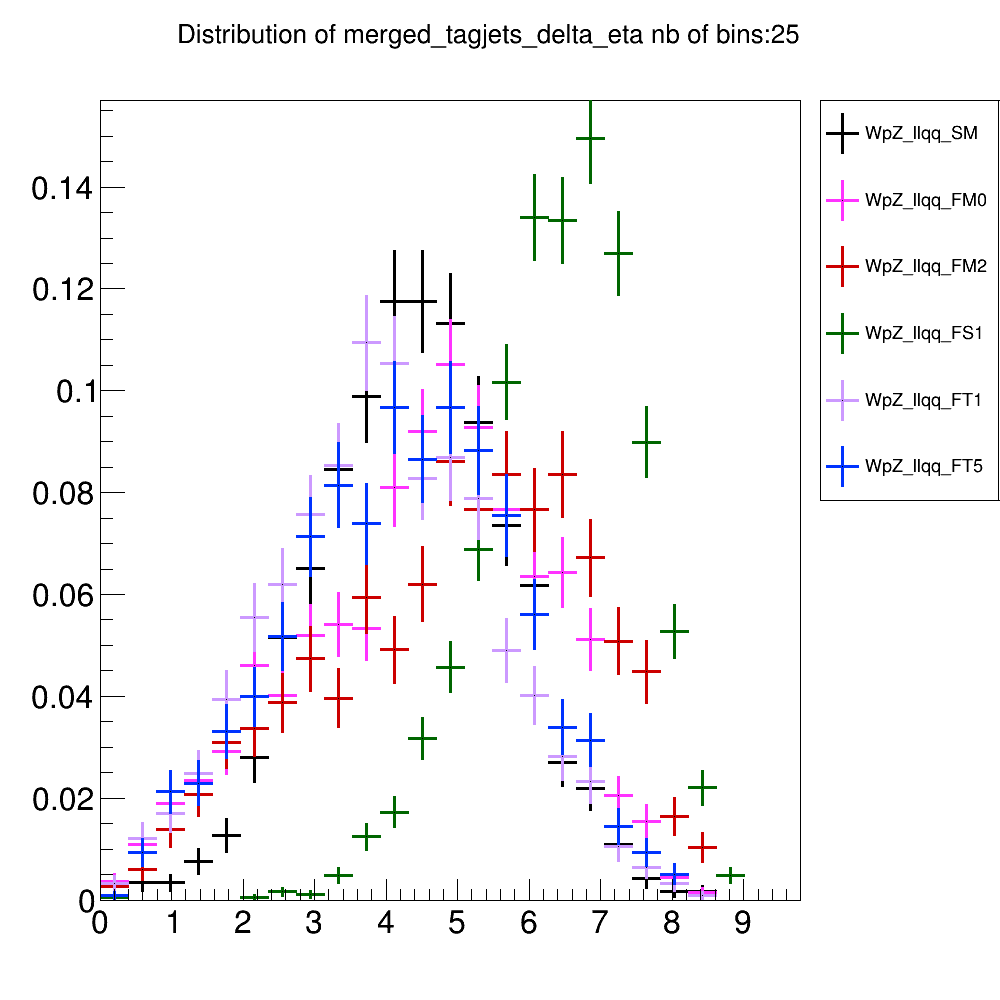 Distribution of merged_tagjets_delta_eta nb of bins:25
WpZ_llqq_SM
WpZ_llqq_FM0
WpZ_llqq_FM2
WpZ_llqq_FS1
WpZ_llqq_FT1
WpZ_llqq_FT5
0.14
0.12
0.1
0.08
0.06
0.04
0.02
0
0 1 2 3 4 5 6 7 8 9